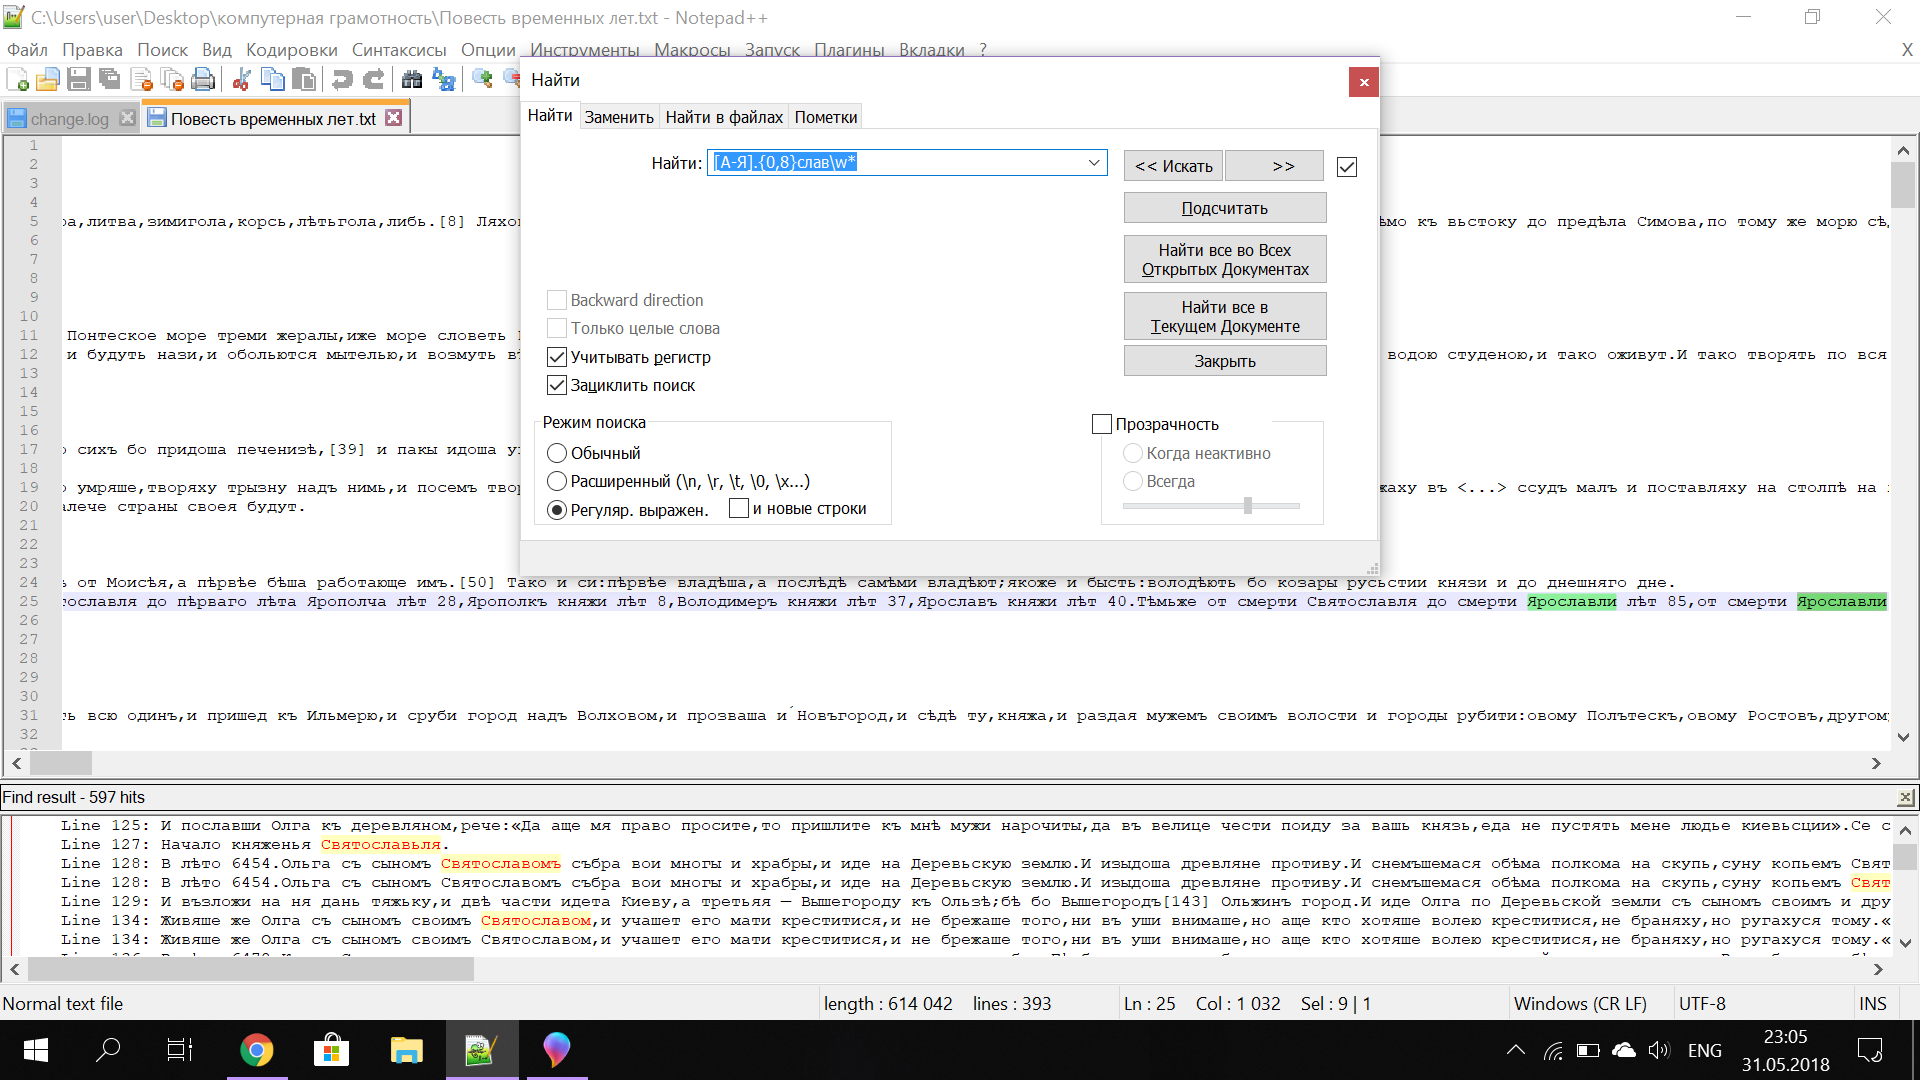 C:\Users\user\Desktop\компутерная грамотность\Повесть временных лет.txt - Notepad++
Файл Правка Поиск Вид Кодировки Синтаксисы Опции Инструменты Макросы Запуск Плагины Вкладки ? X
change.log Повесть временных лет.txt
Найти
Найти Заменить Найти в файлах Пометки
Найти: [А-Я].{0,8}слав\w*
<< Искать >>
Подсчитать
Найти все во Всех
Открытых Документах
Найти все в
Текущем Документе
Закрыть
Backward direction
Только целые слова
Учитывать регистр
Зациклить поиск
Режим поиска
Обычный
Расширенный (\n, \r, \t, \0, \x...)
Регуляр. выражен. и новые строки
Прозрачность
Когда неактивно
Всегда
1
2
3
4
5 ра,литва,зимигола,корсь,лѣтьгола,либь.[8] Ляхо ьмо къ вьстоку до предѣла Симова,по тому же морю сѣд
6
7
8
9
10
11 Понтеское море треми жералы,иже море словеть
12 и будуть нази,и обольются мытелью,и возмуть в водою студеною,и тако оживут.И тако творять по вся
13
14
15
16
17 о сихъ бо придоша печенизѣ,[39] и пакы идоша у
18
19 о умряше,творяху трызну надъ нимь,и посемъ твор жаху въ <...> ссудъ малъ и поставляху на столпѣ на
20 алече страны своея будут.
21
22
23
24 ь от Моисѣя,а пѣрвѣе бѣша работающе имъ.[50] Тако и си:пѣрвѣе владѣша,а послѣдѣ самѣми владѣют;якоже и бысть:володѣють бо козары русьстии князи и до днешняго дне.
25 тославля до пѣрваго лѣта Ярополча лѣт 28,Ярополкъ княжи лѣт 8,Володимеръ княжи лѣт 37,Ярославъ княжи лѣт 40.Тѣмьже от смерти Святославля до смерти Ярославли лѣт 85,от смерти Ярославли
26
27
28
29
30
31 ть всю одинъ,и пришед къ Ильмерю,и сруби город надъ Волховом,и прозваша и Новъгород,и сѣдѣ ту,княжа,и раздая мужемъ своимъ волости и городы рубити:овому Полътескъ,овому Ростовъ,другом
32
Find result - 597 hits
Line 125: И пославши Олга къ деревляном,рече:«Да аще мя право просите,то пришлите къ мнѣ мужи нарочиты,да въ велице чести поиду за вашь князь,еда не пустять мене людье киевьсции».Се с
Line 127: Начало княженья Святославьля.
Line 128: В лѣто 6454.Ольга съ сыномъ Святославомъ събра вои многы и храбры,и иде на Деревьскую землю.И изыдоша древляне противу.И снемъшемася обѣма полкома на скупь,суну копьемъ Свят
Line 128: В лѣто 6454.Ольга съ сыномъ Святославомъ събра вои многы и храбры,и иде на Деревьскую землю.И изыдоша древляне противу.И снемъшемася обѣма полкома на скупь,суну копьемъ Свят
Line 129: И възложи на ня дань тяжьку,и двѣ части идета Киеву,а третьяя — Вышегороду къ Ользѣ;бѣ бо Вышегородъ[143] Ольжинъ город.И иде Олга по Деревьской земли съ сыномъ своимъ и дру
Line 134: Живяше же Олга съ сыномъ своимъ Святославом,и учашет его мати креститися,и не брежаше того,ни въ уши внимаше,но аще кто хотяше волею креститися,не браняху,но ругахуся тому.«
Line 134: Живяше же Олга съ сыномъ своимъ Святославом,и учашет его мати креститися,и не брежаше того,ни въ уши внимаше,но аще кто хотяше волею креститися,не браняху,но ругахуся тому.«
Normal text file length : 614 042 lines : 393 Ln : 25 Col : 1 032 Sel : 9 | 1 Windows (CR LF) UTF-8 INS
ENG 23:05
31.05.2018